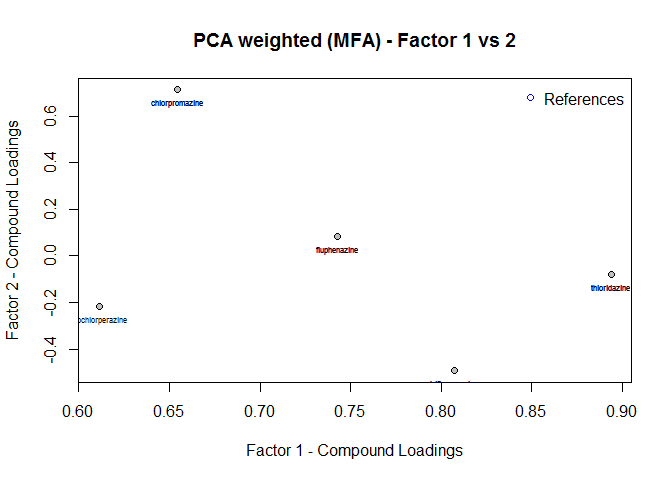 PCA weighted (MFA) - Factor 1 vs 2
References
chlorpromazine
fluphenazine
thioridazine
ochlorperazine
Factor 2 - Compound Loadings
0.6
0.4
0.2
0.0
-0.2
-0.4
0.60 0.65 0.70 0.75 0.80 0.85 0.90
Factor 1 - Compound Loadings